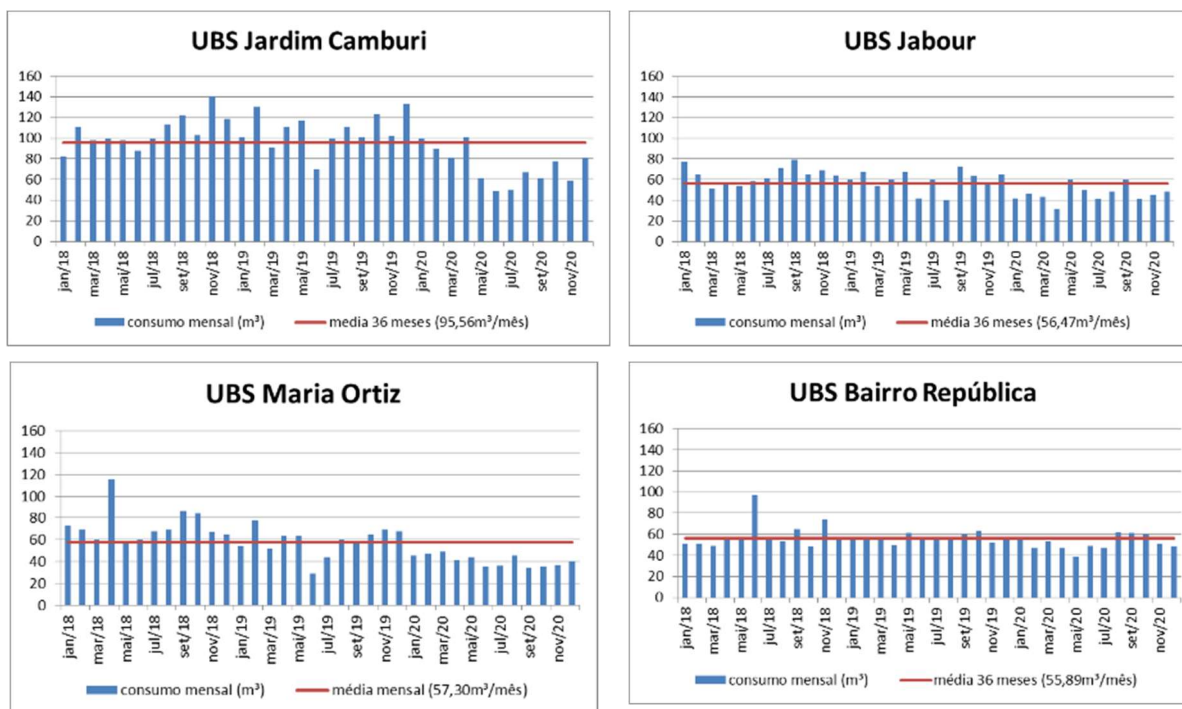 UBS Jardim Camburi
160
140
120
100
80
60
40
20
0
jan/18
mar/18
mai/18
jul/18
set/18
nov/18
jan/19
mar/19
mai/19
jul/19
set/19
nov/19
jan/20
mar/20
mai/20
jul/20
set/20
nov/20
consumo mensal (m³) média 36 meses (95,56m³/mês)
UBS Jabour
160
140
120
100
80
60
40
20
0
jan/18
mar/18
mai/18
jul/18
set/18
nov/18
jan/19
mar/19
mai/19
jul/19
set/19
nov/19
jan/20
mar/20
mai/20
jul/20
set/20
nov/20
consumo mensal (m³) média 36 meses (56,47m³/mês)
UBS Maria Ortiz
160
140
120
100
80
60
40
20
0
jan/18
mar/18
mai/18
jul/18
set/18
nov/18
jan/19
mar/19
mai/19
jul/19
set/19
nov/19
jan/20
mar/20
mai/20
jul/20
set/20
nov/20
consumo mensal (m³) média mensal (57,30m³/mês)
UBS Bairro República
160
140
120
100
80
60
40
20
0
jan/18
mar/18
mai/18
jul/18
set/18
nov/18
jan/19
mar/19
mai/19
jul/19
set/19
nov/19
jan/20
mar/20
mai/20
jul/20
set/20
nov/20
consumo mensal (m³) média 36 meses (55,89m³/mês)